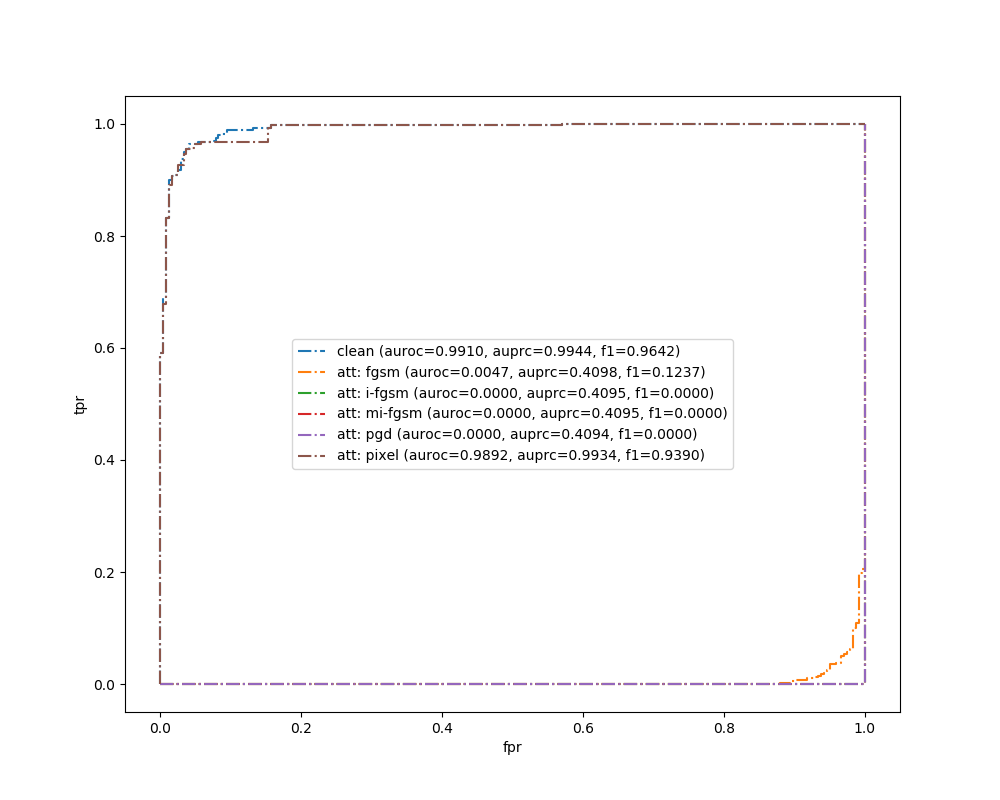 1.0
0.8
0.6
0.4
0.2
0.0
tpr
clean (auroc=0.9910, auprc=0.9944, f1=0.9642)
att: fgsm (auroc=0.0047, auprc=0.4098, f1=0.1237)
att: i-fgsm (auroc=0.0000, auprc=0.4095, f1=0.0000)
att: mi-fgsm (auroc=0.0000, auprc=0.4095, f1=0.0000)
att: pgd (auroc=0.0000, auprc=0.4094, f1=0.0000)
att: pixel (auroc=0.9892, auprc=0.9934, f1=0.9390)
0.0 0.2 0.4 0.6 0.8 1.0
fpr